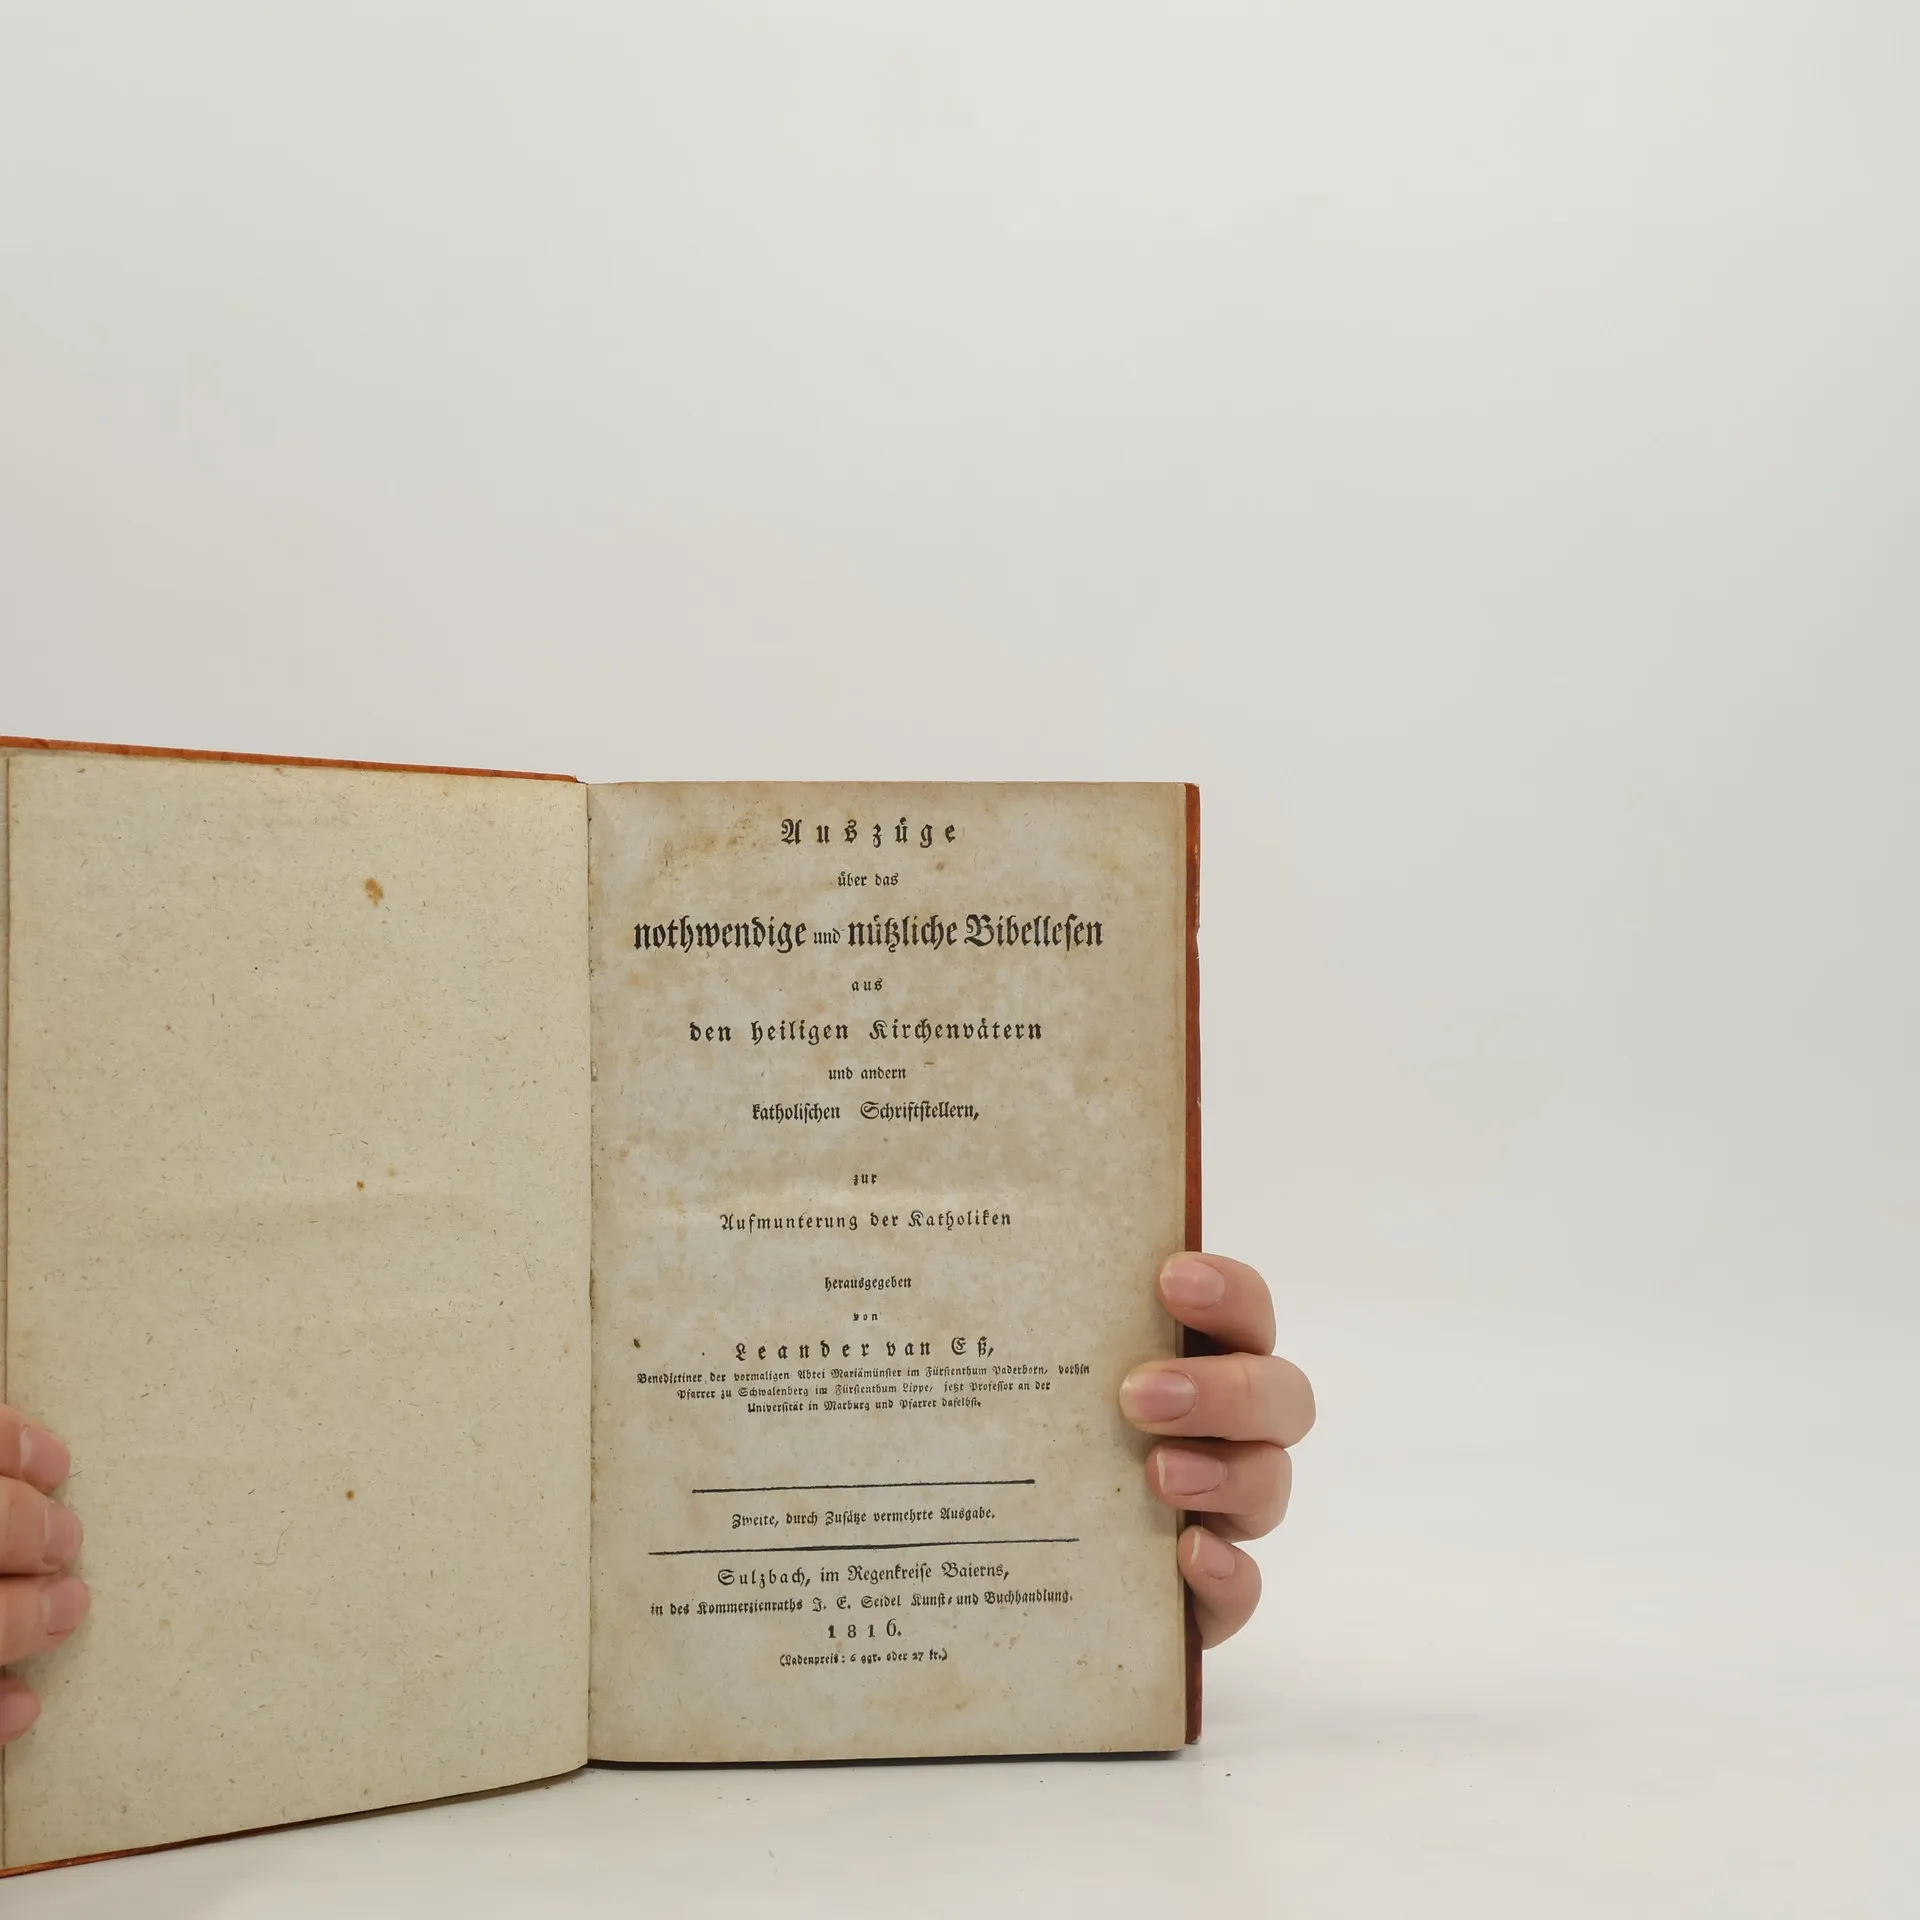 Auszüge
über das
nothwendige und nützliche Bibellesen
aus
den heiligen Kirchenvätern
und andern
katholischen Schriftstellern,
zur
Aufmunterung der Katholiken
herausgegeben
von
Leander van Eß,
Benedictiner der vormaligen Abtei Mariämünster im Fürstenthum Paderborn, vorhin
Pfarrer zu Schwalenberg im Fürstenthum Lippe, jetzt Professor an der
Universität in Marburg und Pfarrer daselbst.
Zweite, durch Zusätze vermehrte Ausgabe.
Sulzbach, im Regenkreise Baierns,
in des Kommerzienraths J. E. Seidel Kunst- und Buchhandlung.
1816.
(Ladenpreis: 6 ggr. oder 27 kr.)